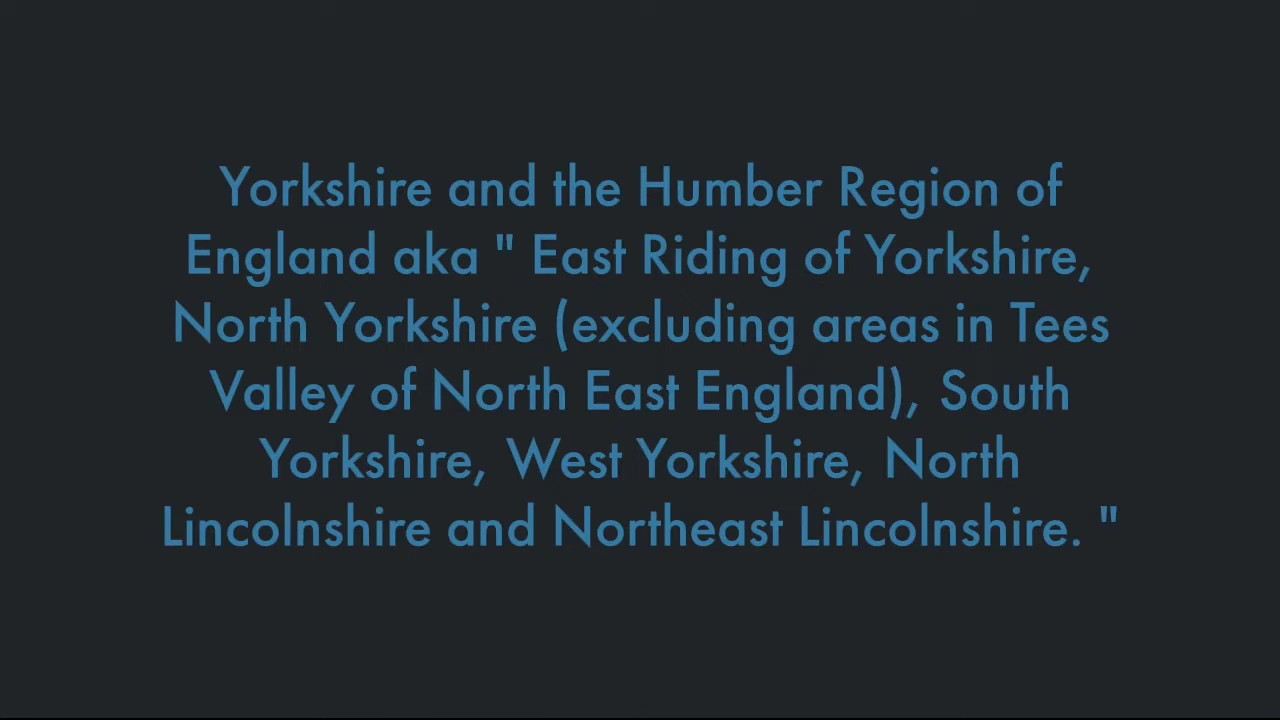 Yorkshire and the Humber Region of
England aka " East Riding of Yorkshire,
North Yorkshire (excluding areas in Tees
Valley of North East England), South
Yorkshire, West Yorkshire, North
Lincolnshire and Northeast Lincolnshire. "